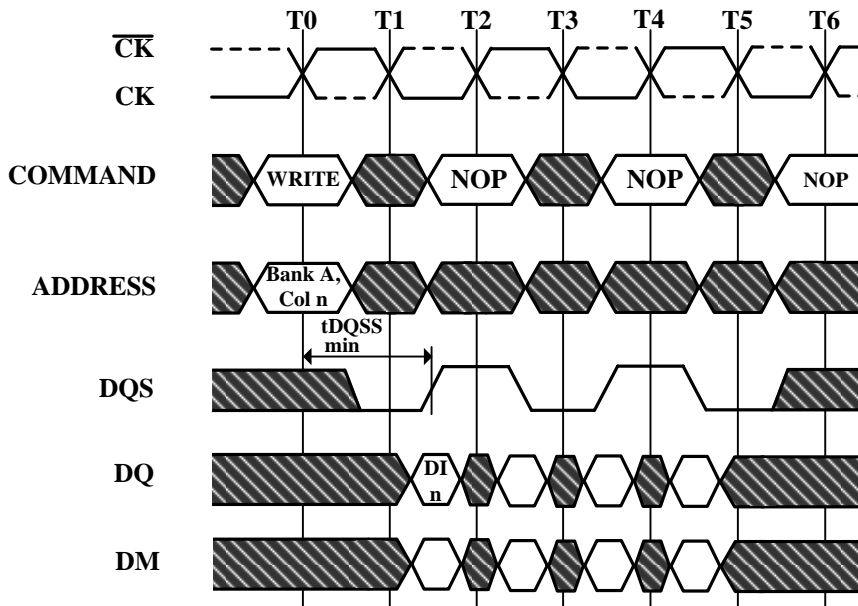 T0 T1 T2 T3 T4 T5 T6
CK
CK
COMMAND
WRITE NOP NOP NOP
ADDRESS
Bank A,
Col n
tDQSS
min
DQS
DQ
DI
n
DM